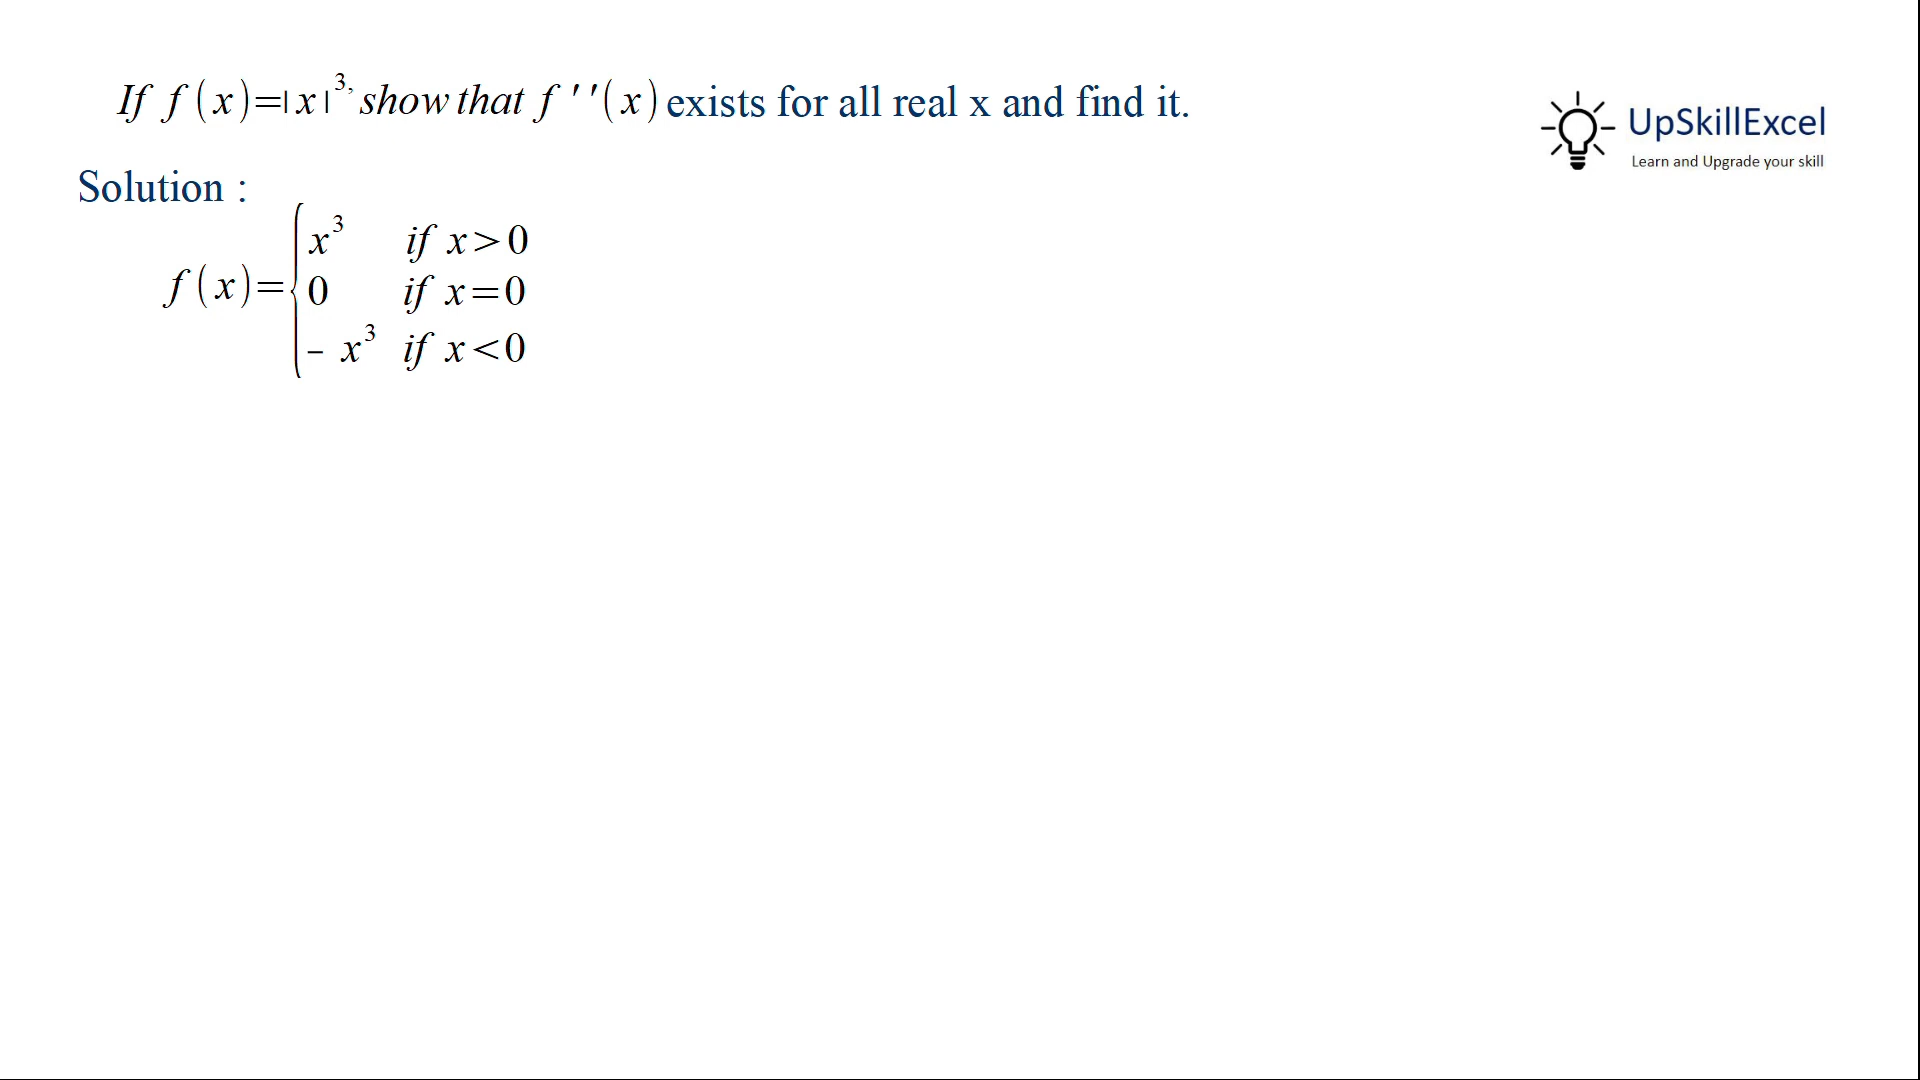 If f(x)=|x|³, show that f''(x) exists for all real x and find it.
UpSkillExcel
Learn and Upgrade your skill
Solution :
f(x)={
x³ if x>0
0 if x=0
– x³ if x<0